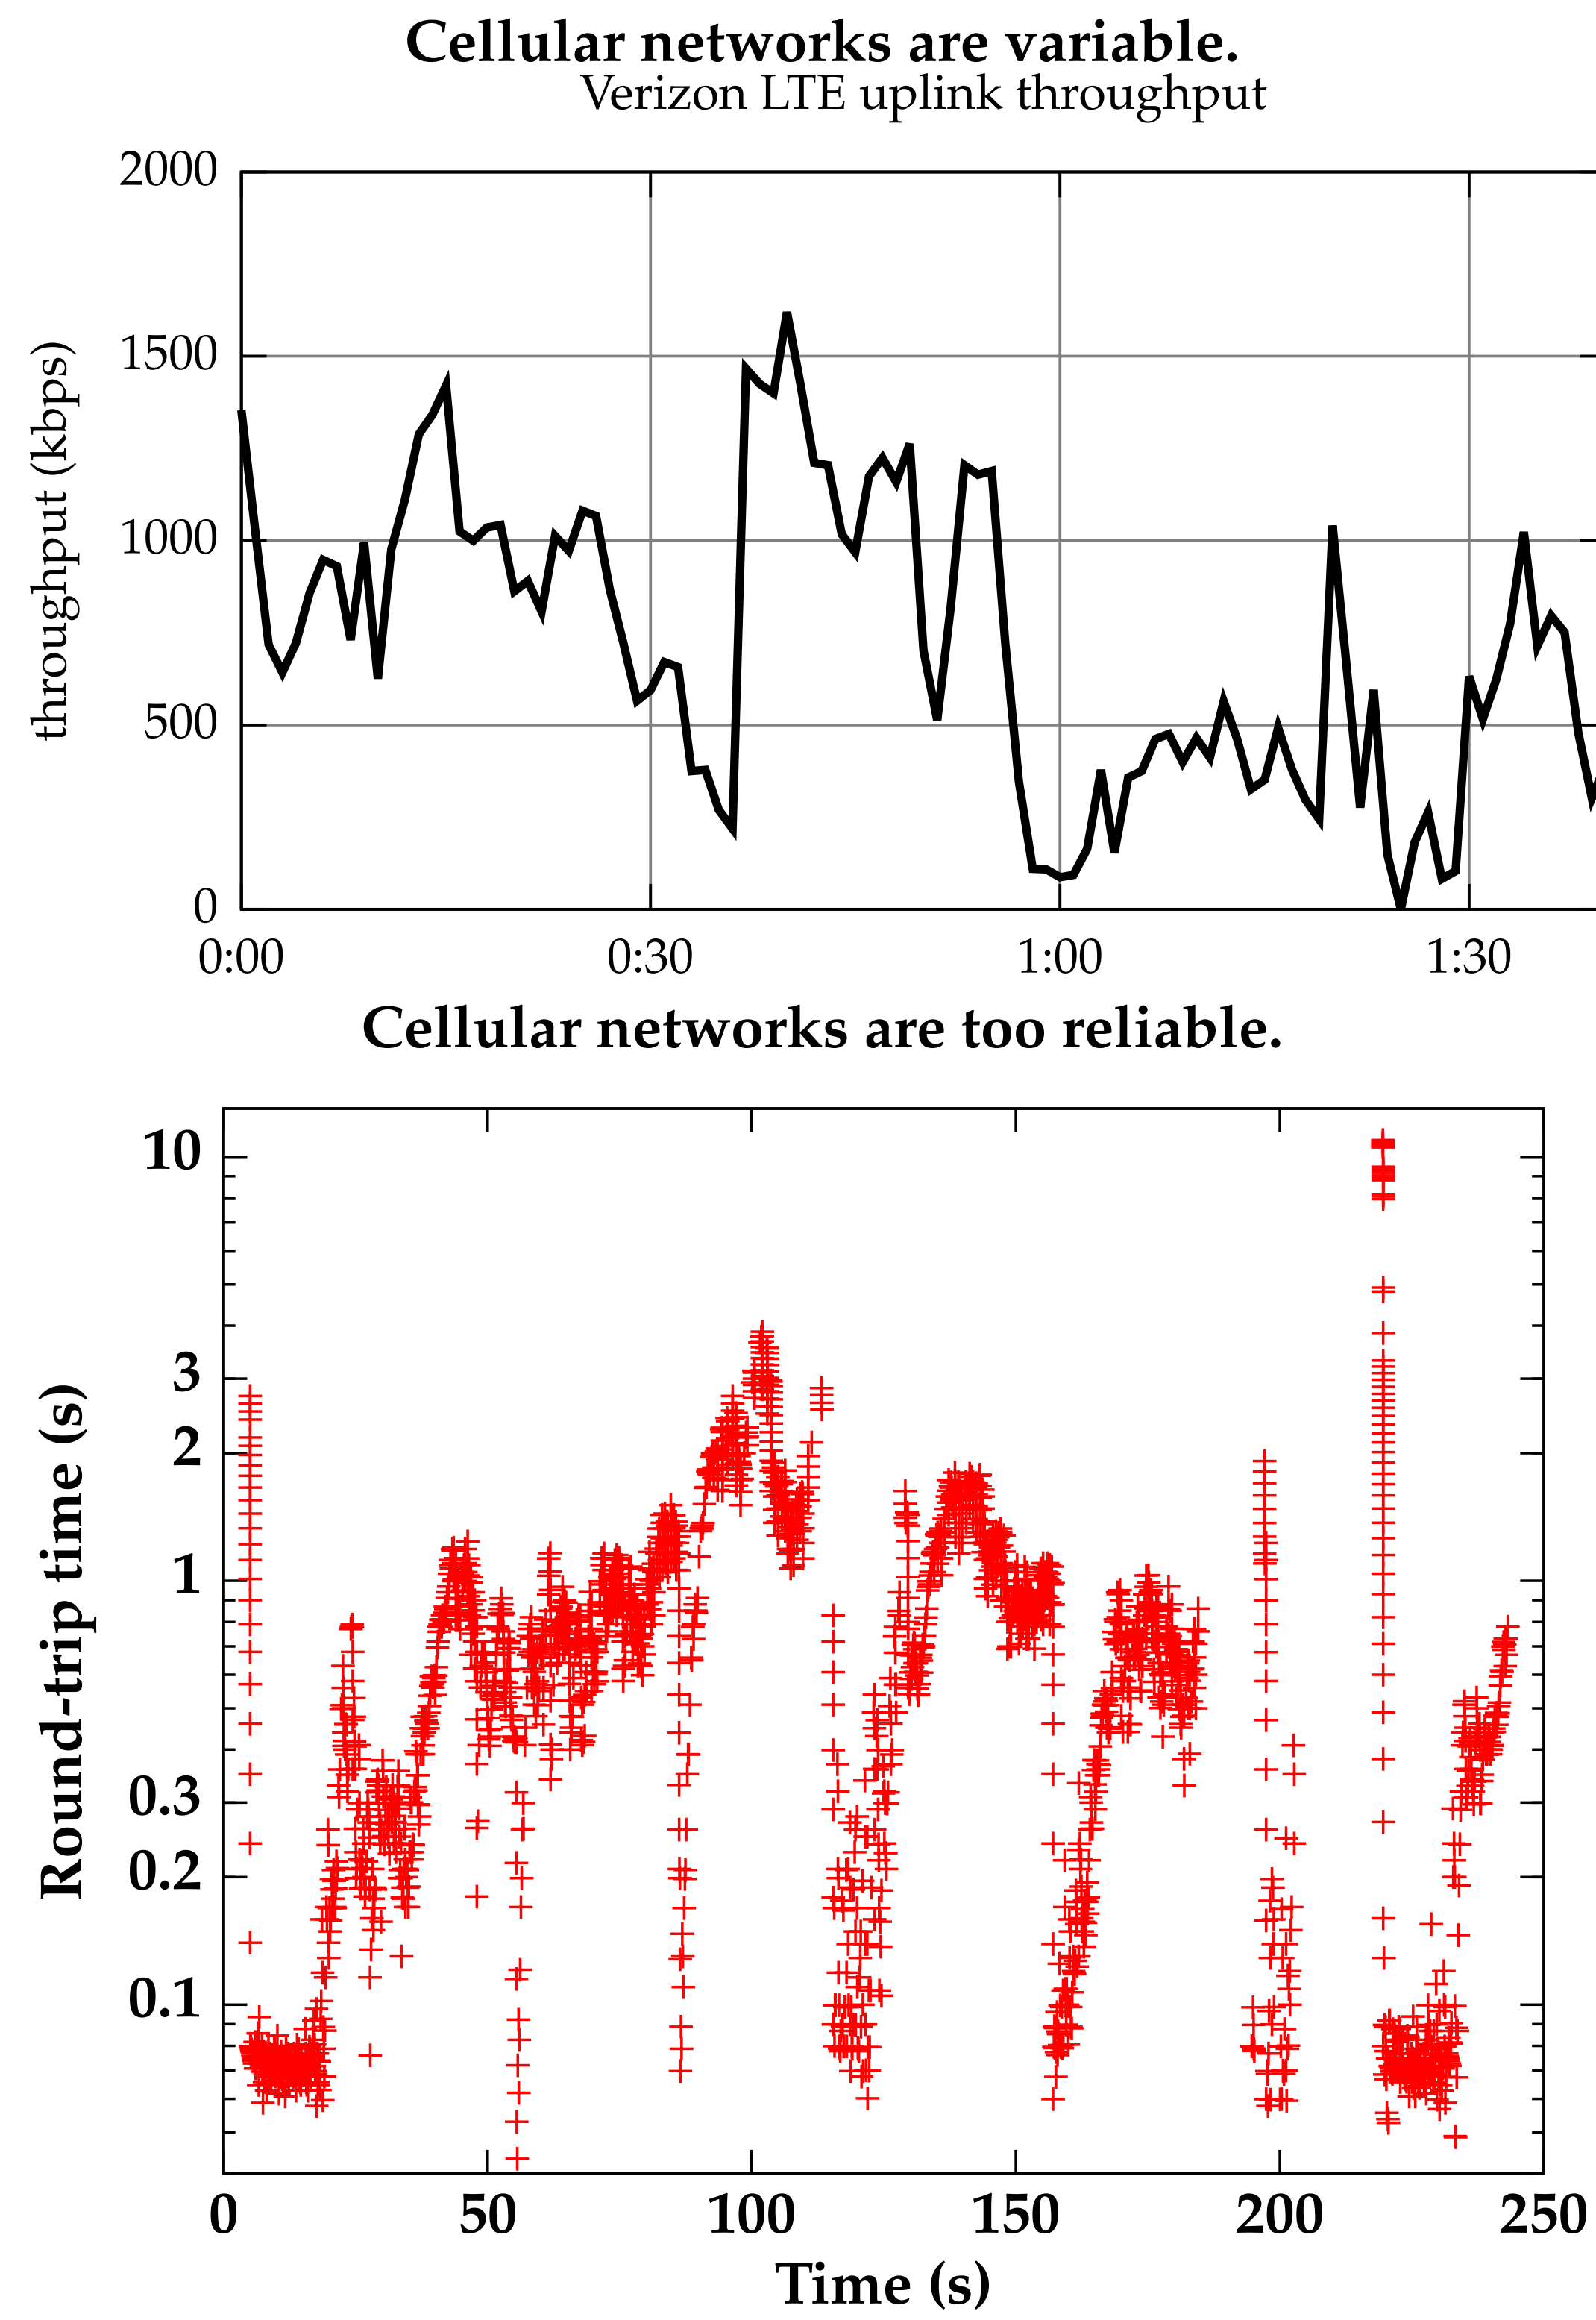 Cellular networks are variable.
Verizon LTE uplink throughput
2000
1500
1000
500
0
throughput (kbps)
0:00 0:30 1:00 1:30
Cellular networks are too reliable.
10
3
2
1
0.3
0.2
0.1
Round-trip time (s)
0 50 100 150 200 250
Time (s)